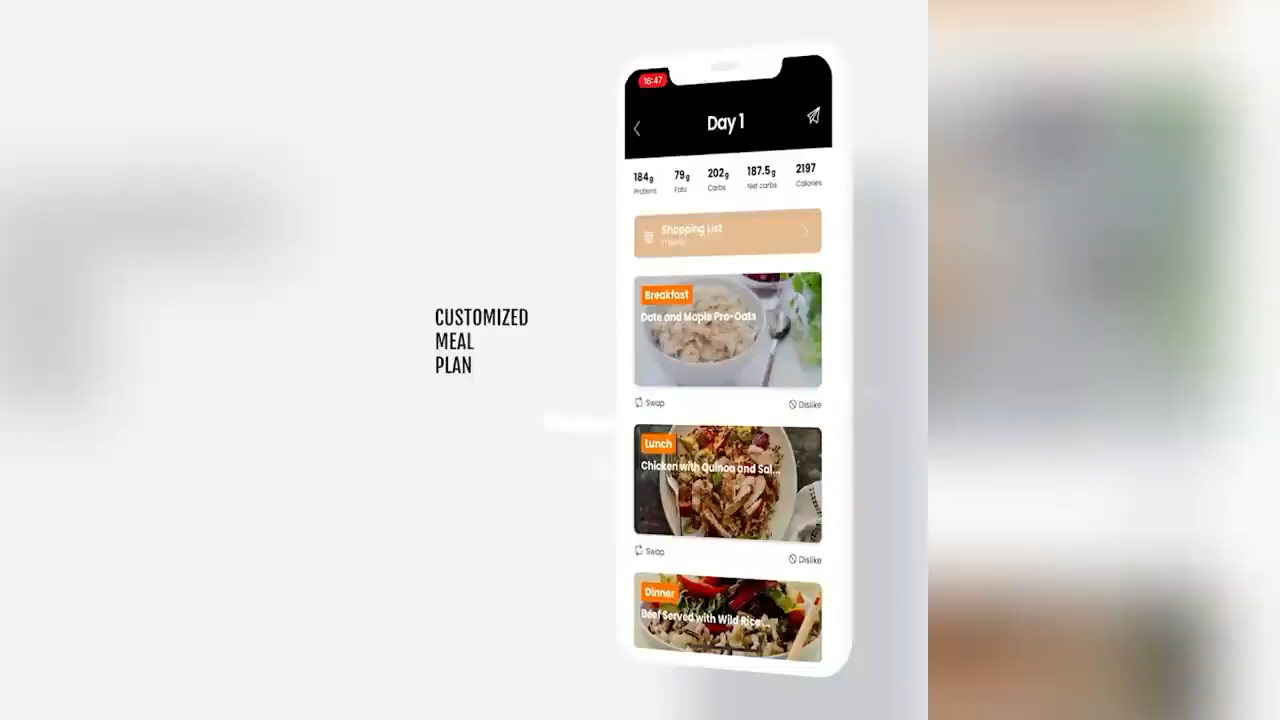 CUSTOMIZED
MEAL
PLAN
16:47
Day 1
184g 79g 202g 187.5g 2197
Proteins Fats Carbs Net carbs Calories
Shopping List
Breakfast
Date and Maple Pro-Oats
Swap Dislike
Lunch
Chicken with Quinoa and Sal...
Swap Dislike
Dinner
Beef Served with Wild Rice ...